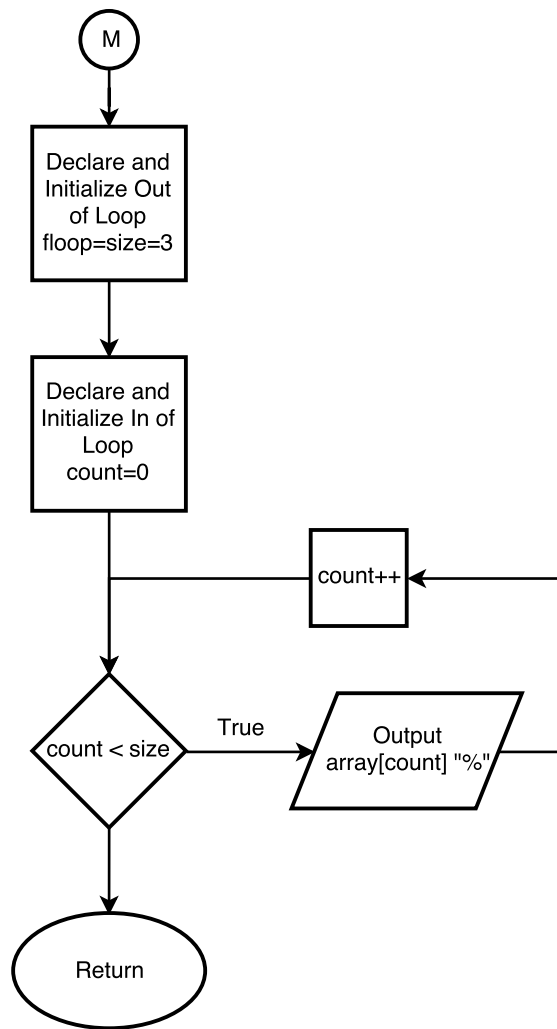 M
Declare and
Initialize Out
of Loop
floop=size=3
Declare and
Initialize In of
Loop
count=0
count++
count < size
True
Output
array[count] "%"
Return